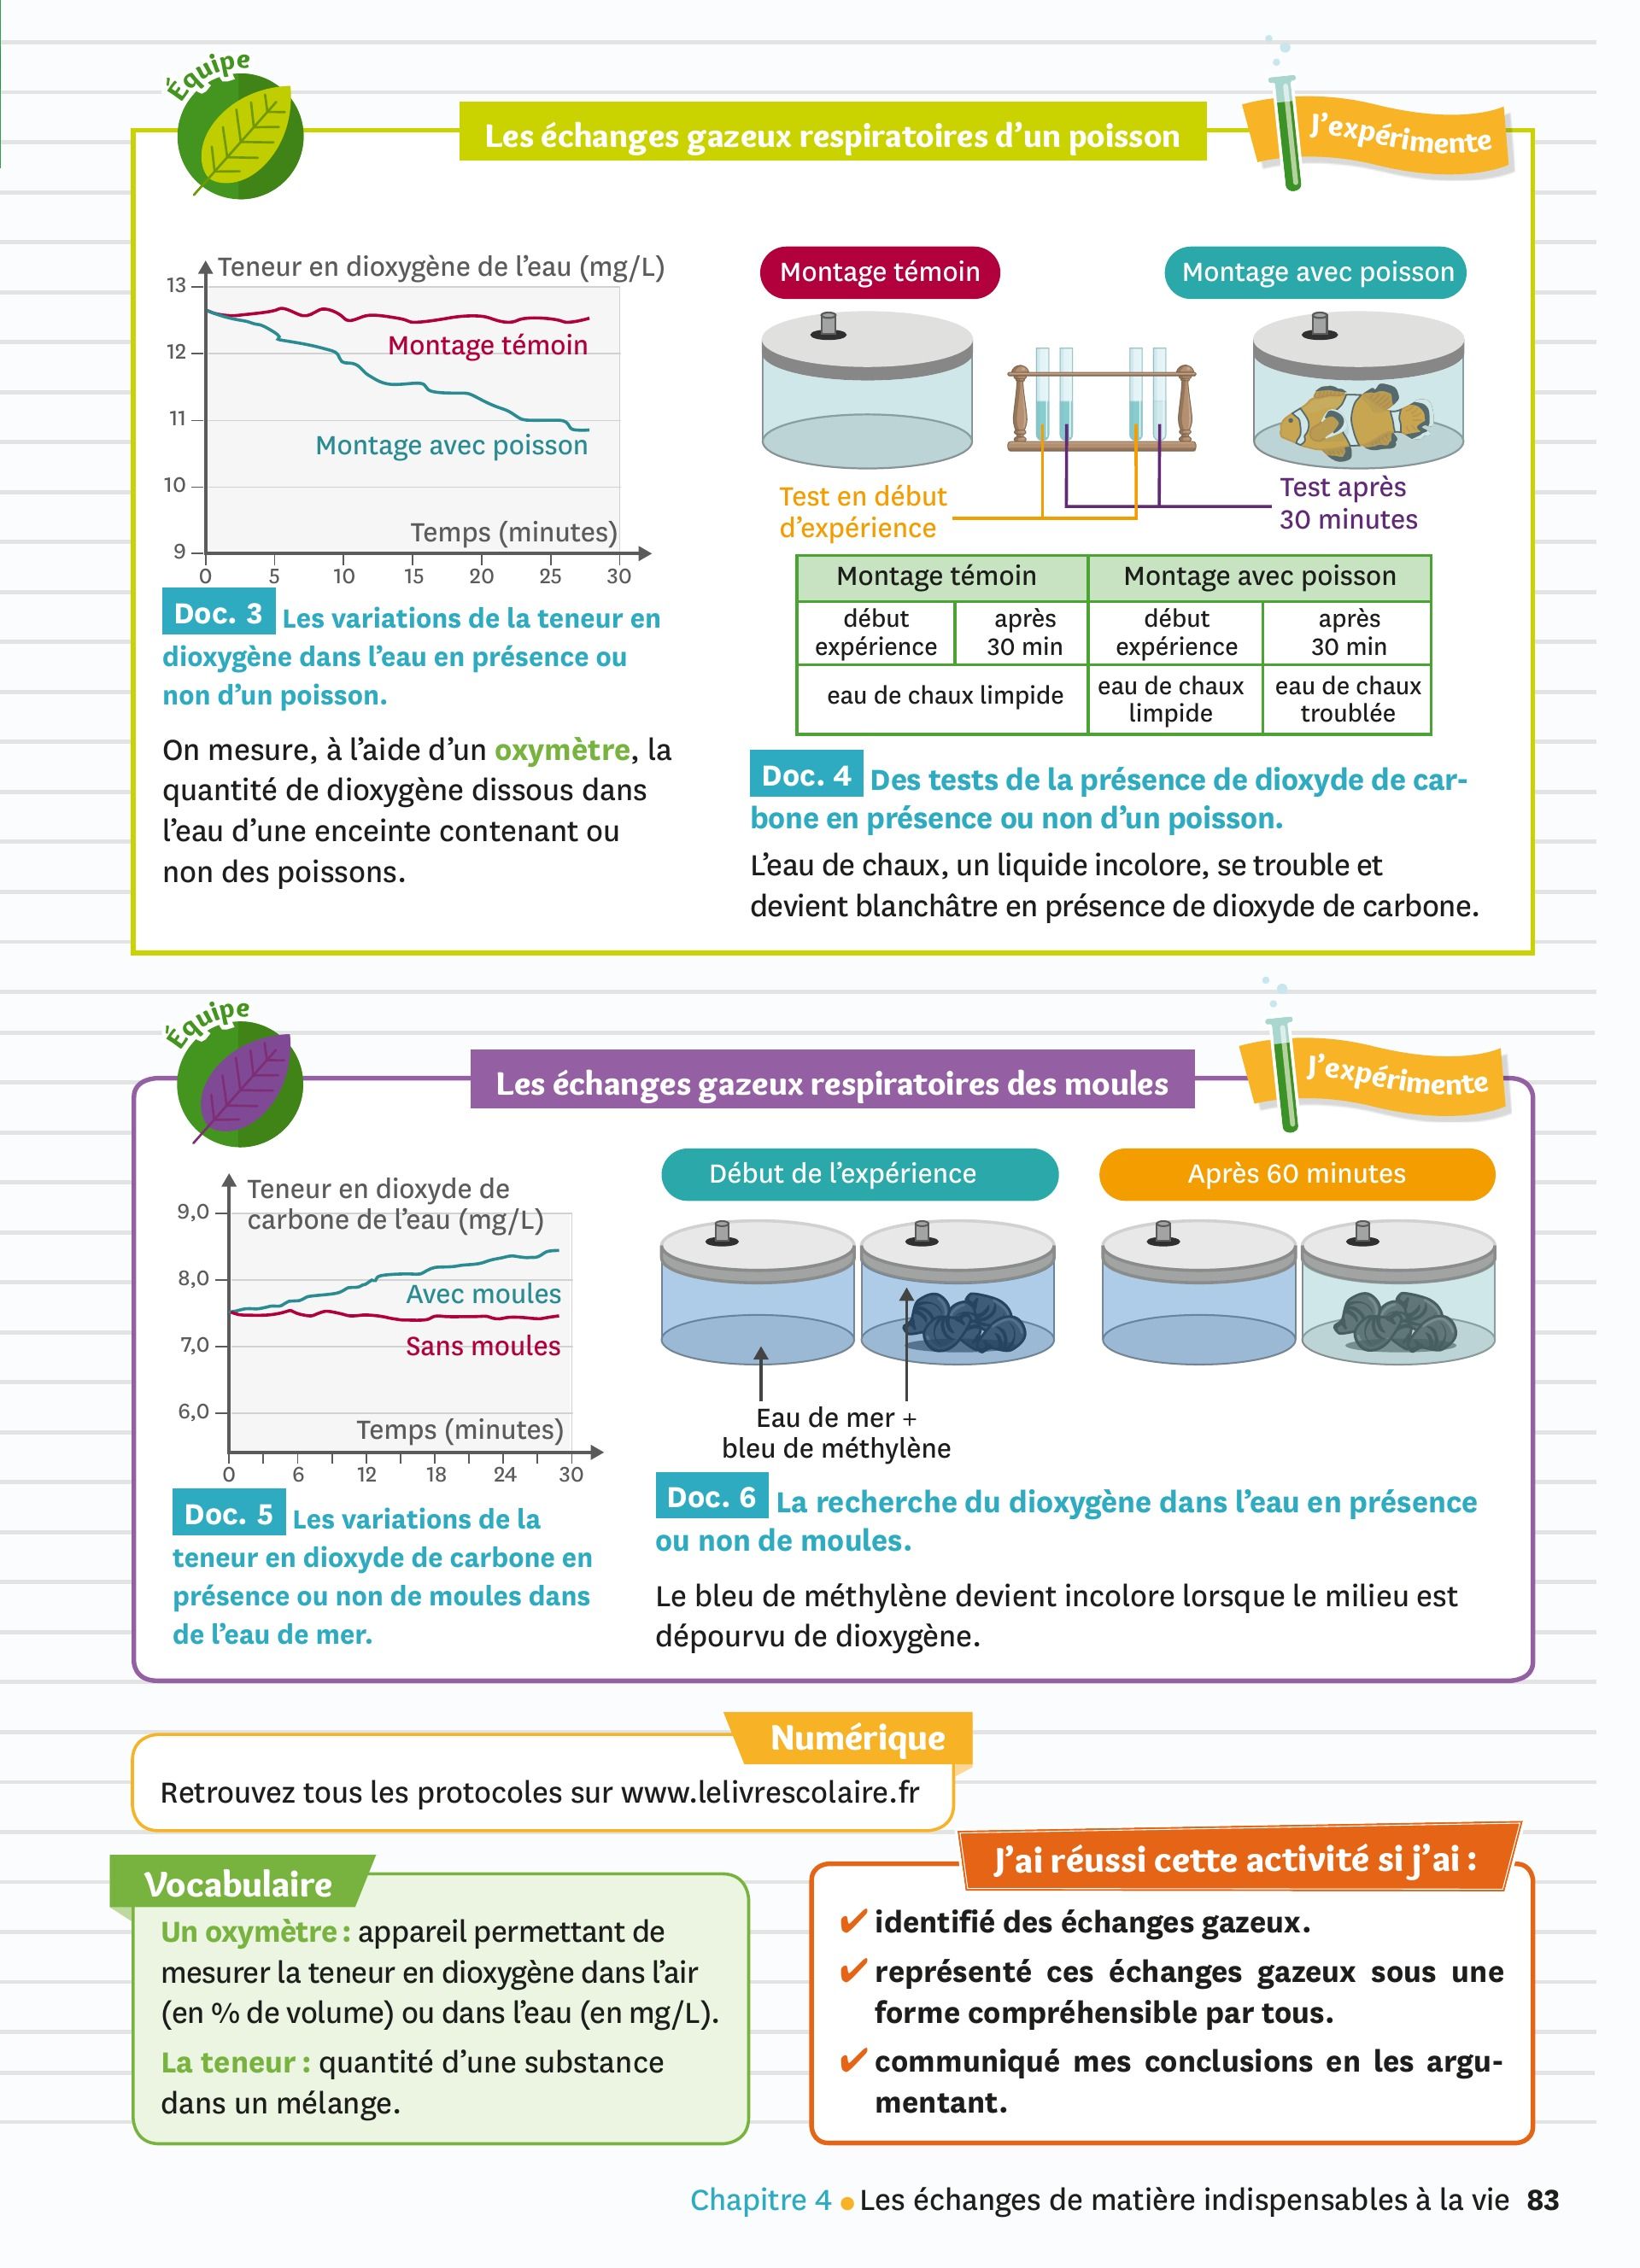 Équipe
Les échanges gazeux respiratoires d’un poisson
J’expérimente
Teneur en dioxygène de l’eau (mg/L)
13
12
11
10
9
Montage témoin
Montage avec poisson
Temps (minutes)
0 5 10 15 20 25 30
Doc. 3 Les variations de la teneur en
dioxygène dans l’eau en présence ou
non d’un poisson.
On mesure, à l’aide d’un oxymètre, la
quantité de dioxygène dissous dans
l’eau d’une enceinte contenant ou
non des poissons.
Montage témoin
Montage avec poisson
Test en début
d’expérience
Test après
30 minutes
Montage témoin Montage avec poisson
début
expérience
après
30 min
début
expérience
après
30 min
eau de chaux limpide
eau de chaux
limpide
eau de chaux
troublée
Doc. 4 Des tests de la présence de dioxyde de car-
bone en présence ou non d’un poisson.
L’eau de chaux, un liquide incolore, se trouble et
devient blanchâtre en présence de dioxyde de carbone.
Équipe
Les échanges gazeux respiratoires des moules
J’expérimente
Teneur en dioxyde de
carbone de l’eau (mg/L)
9,0
8,0
7,0
6,0
Avec moules
Sans moules
Temps (minutes)
0 6 12 18 24 30
Doc. 5 Les variations de la
teneur en dioxyde de carbone en
présence ou non de moules dans
de l’eau de mer.
Début de l’expérience
Après 60 minutes
Eau de mer +
bleu de méthylène
Doc. 6 La recherche du dioxygène dans l’eau en présence
ou non de moules.
Le bleu de méthylène devient incolore lorsque le milieu est
dépourvu de dioxygène.
Numérique
Retrouvez tous les protocoles sur www.lelivrescolaire.fr
Vocabulaire
Un oxymètre : appareil permettant de
mesurer la teneur en dioxygène dans l’air
(en % de volume) ou dans l’eau (en mg/L).
La teneur : quantité d’une substance
dans un mélange.
J’ai réussi cette activité si j’ai :
✔ identifié des échanges gazeux.
✔ représenté ces échanges gazeux sous une
forme compréhensible par tous.
✔ communiqué mes conclusions en les argu-
mentant.
Chapitre 4 • Les échanges de matière indispensables à la vie 83